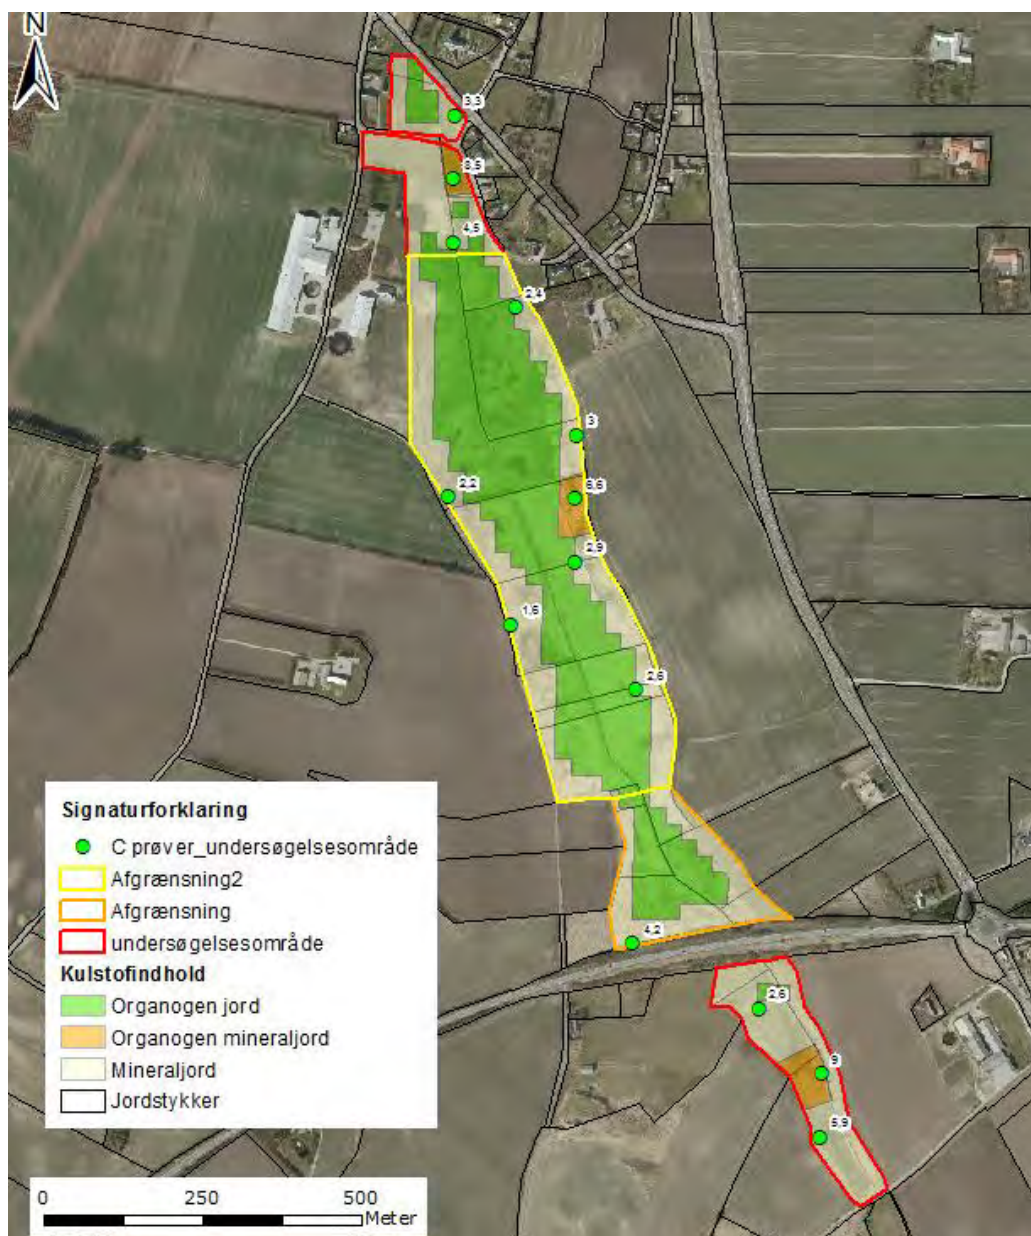 N
3,3
8,5
4,5
2,4
3
2,2
6,6
2,9
1,6
2,6
4,2
2,6
9
5,9
Signaturforklaring
C prøver_undersøgelsesområde
Afgrænsning2
Afgrænsning
undersøgelsesområde
Kulstofindhold
Organogen jord
Organogen mineraljord
Mineraljord
Jordstykker
0 250 500
Meter